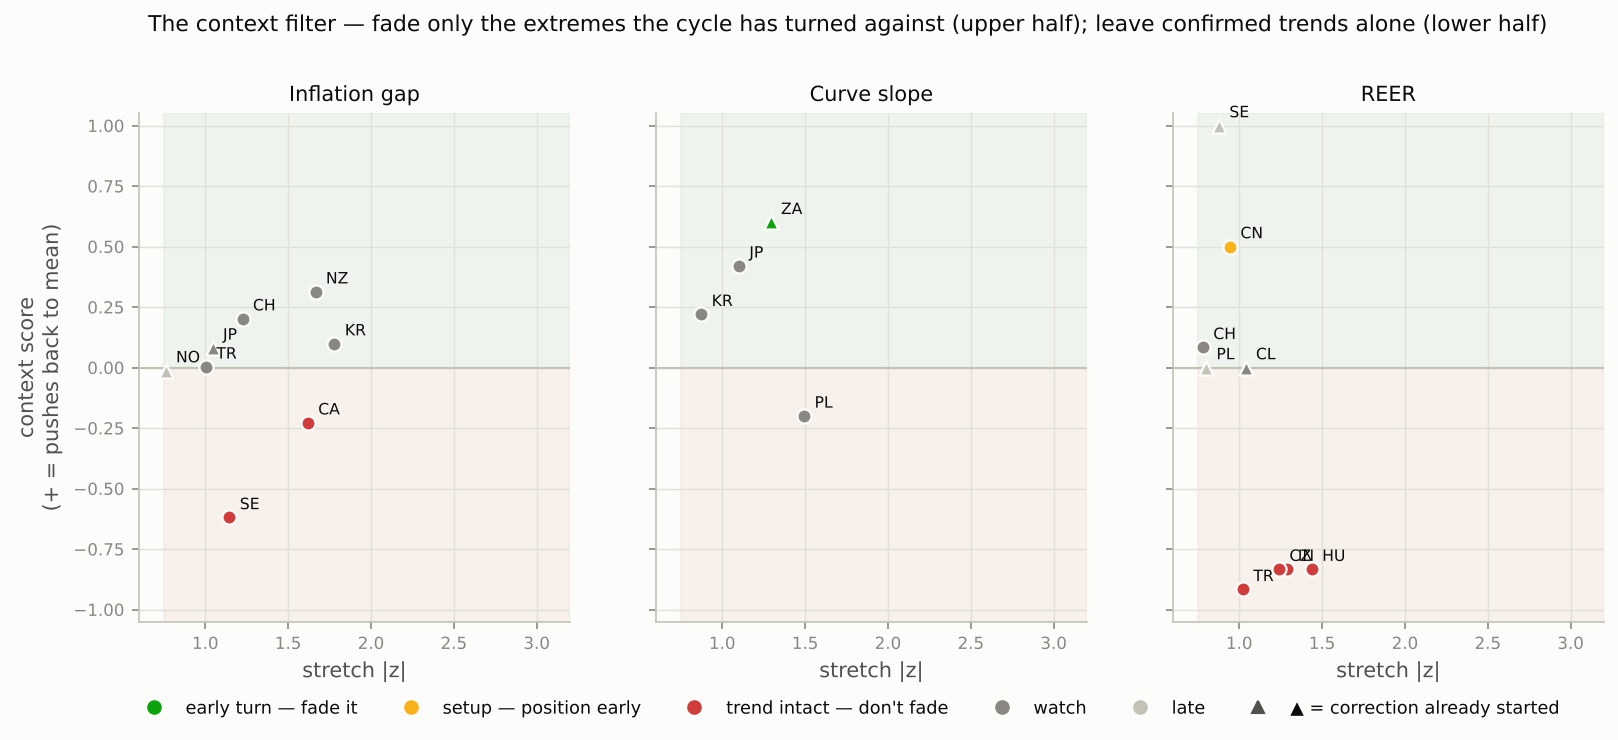 The context filter — fade only the extremes the cycle has turned against (upper half); leave confirmed trends alone (lower half)
Inflation gap
Curve slope
REER
context score
(+ = pushes back to mean)
1.00
0.75
0.50
0.25
0.00
−0.25
−0.50
−0.75
−1.00
NZ
CH
KR
JP
TR
NO
CA
SE
1.0 1.5 2.0 2.5 3.0
stretch |z|
ZA
JP
KR
PL
1.0 1.5 2.0 2.5 3.0
stretch |z|
SE
CN
CH
PL
CL
HU
TR
1.0 1.5 2.0 2.5 3.0
stretch |z|
early turn — fade it
setup — position early
trend intact — don't fade
watch
late
▲ = correction already started